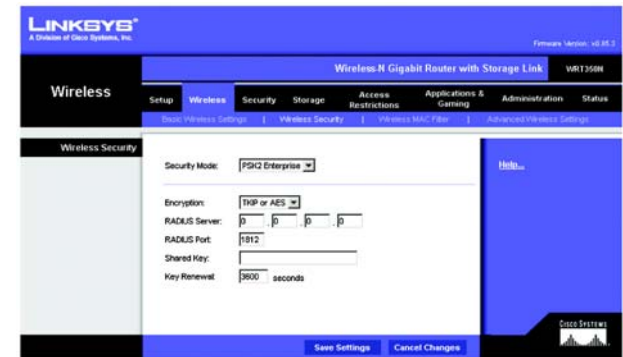 LINKSYS®
A Division of Cisco Systems, Inc.
Firmware Version: v0.95.3
Wireless-N Gigabit Router with Storage Link WRT350N
Wireless
Setup Wireless Security Storage Access Restrictions Applications & Gaming Administration Status
Basic Wireless Settings | Wireless Security | Wireless MAC Filter | Advanced Wireless Settings
Wireless Security
Security Mode: PSK2 Enterprise
Help...
Encryption: TKIP or AES
RADIUS Server: 0 . 0 . 0 . 0
RADIUS Port: 1812
Shared Key:
Key Renewal: 3600 seconds
CISCO SYSTEMS
Save Settings Cancel Changes